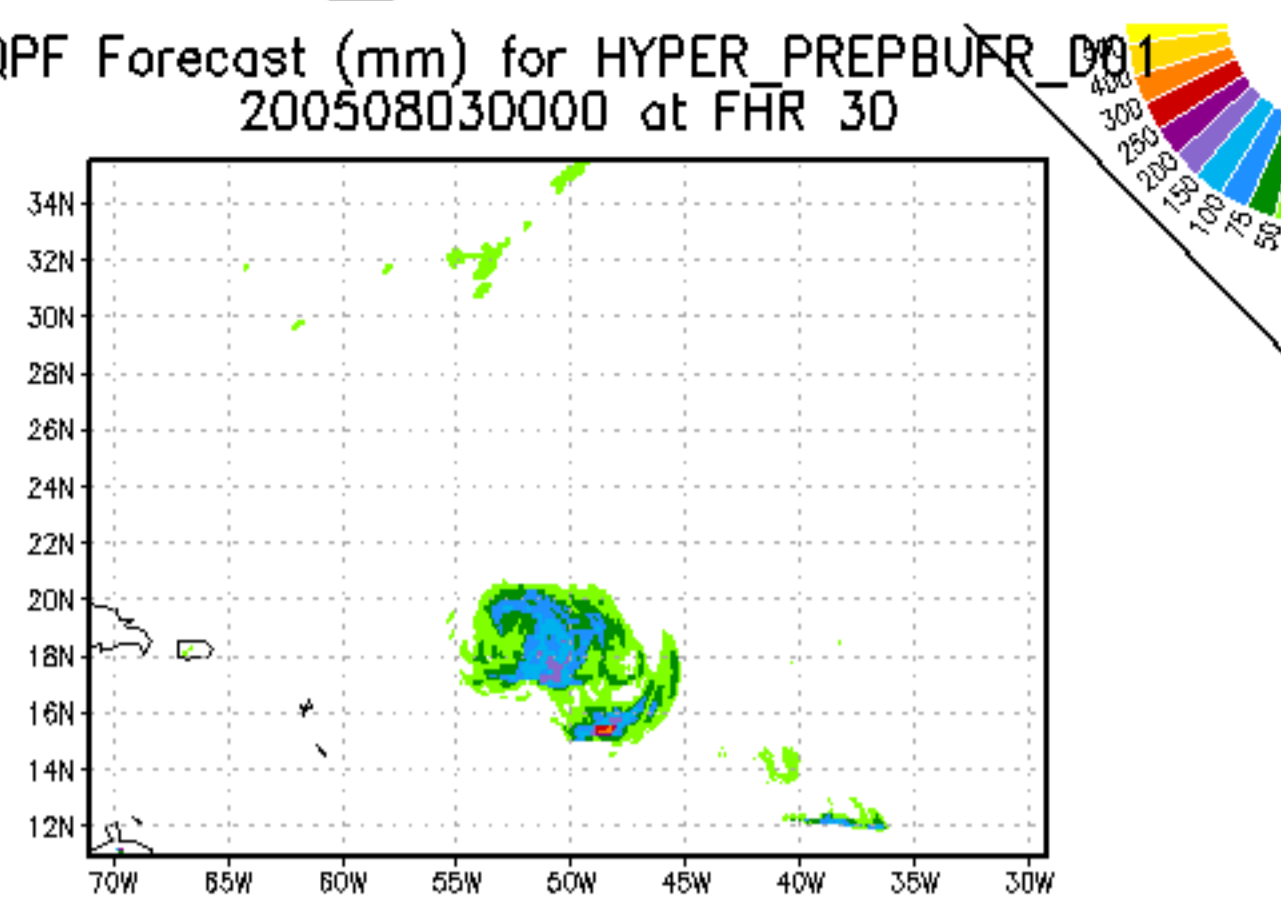 QPF Forecast (mm) for HYPER_PREPBUFR_D01
200508030000 at FHR 30
400
300
250
200
150
100
75
50
34N
32N
30N
28N
26N
24N
22N
20N
18N
16N
14N
12N
70W 65W 60W 55W 50W 45W 40W 35W 30W